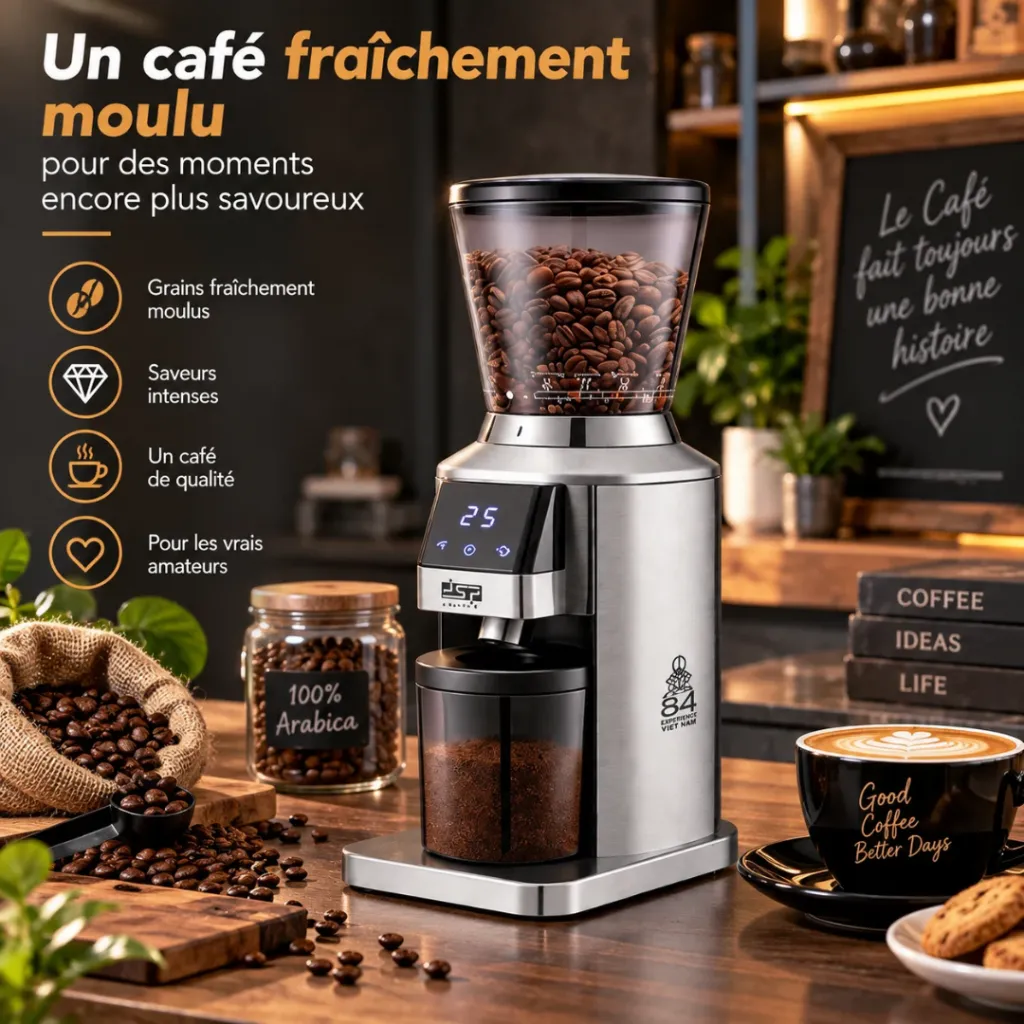 Un café fraîchement
moulu
pour des moments
encore plus savoureux
Grains fraîchement
moulus
Saveurs
intenses
Un café
de qualité
Pour les vrais
amateurs
Le Café
fait toujours
une bonne
histoire
25
DSP
100%
Arabica
84
EXPERIENCE
VIET NAM
COFFEE
IDEAS
LIFE
Good
Coffee
Better Days